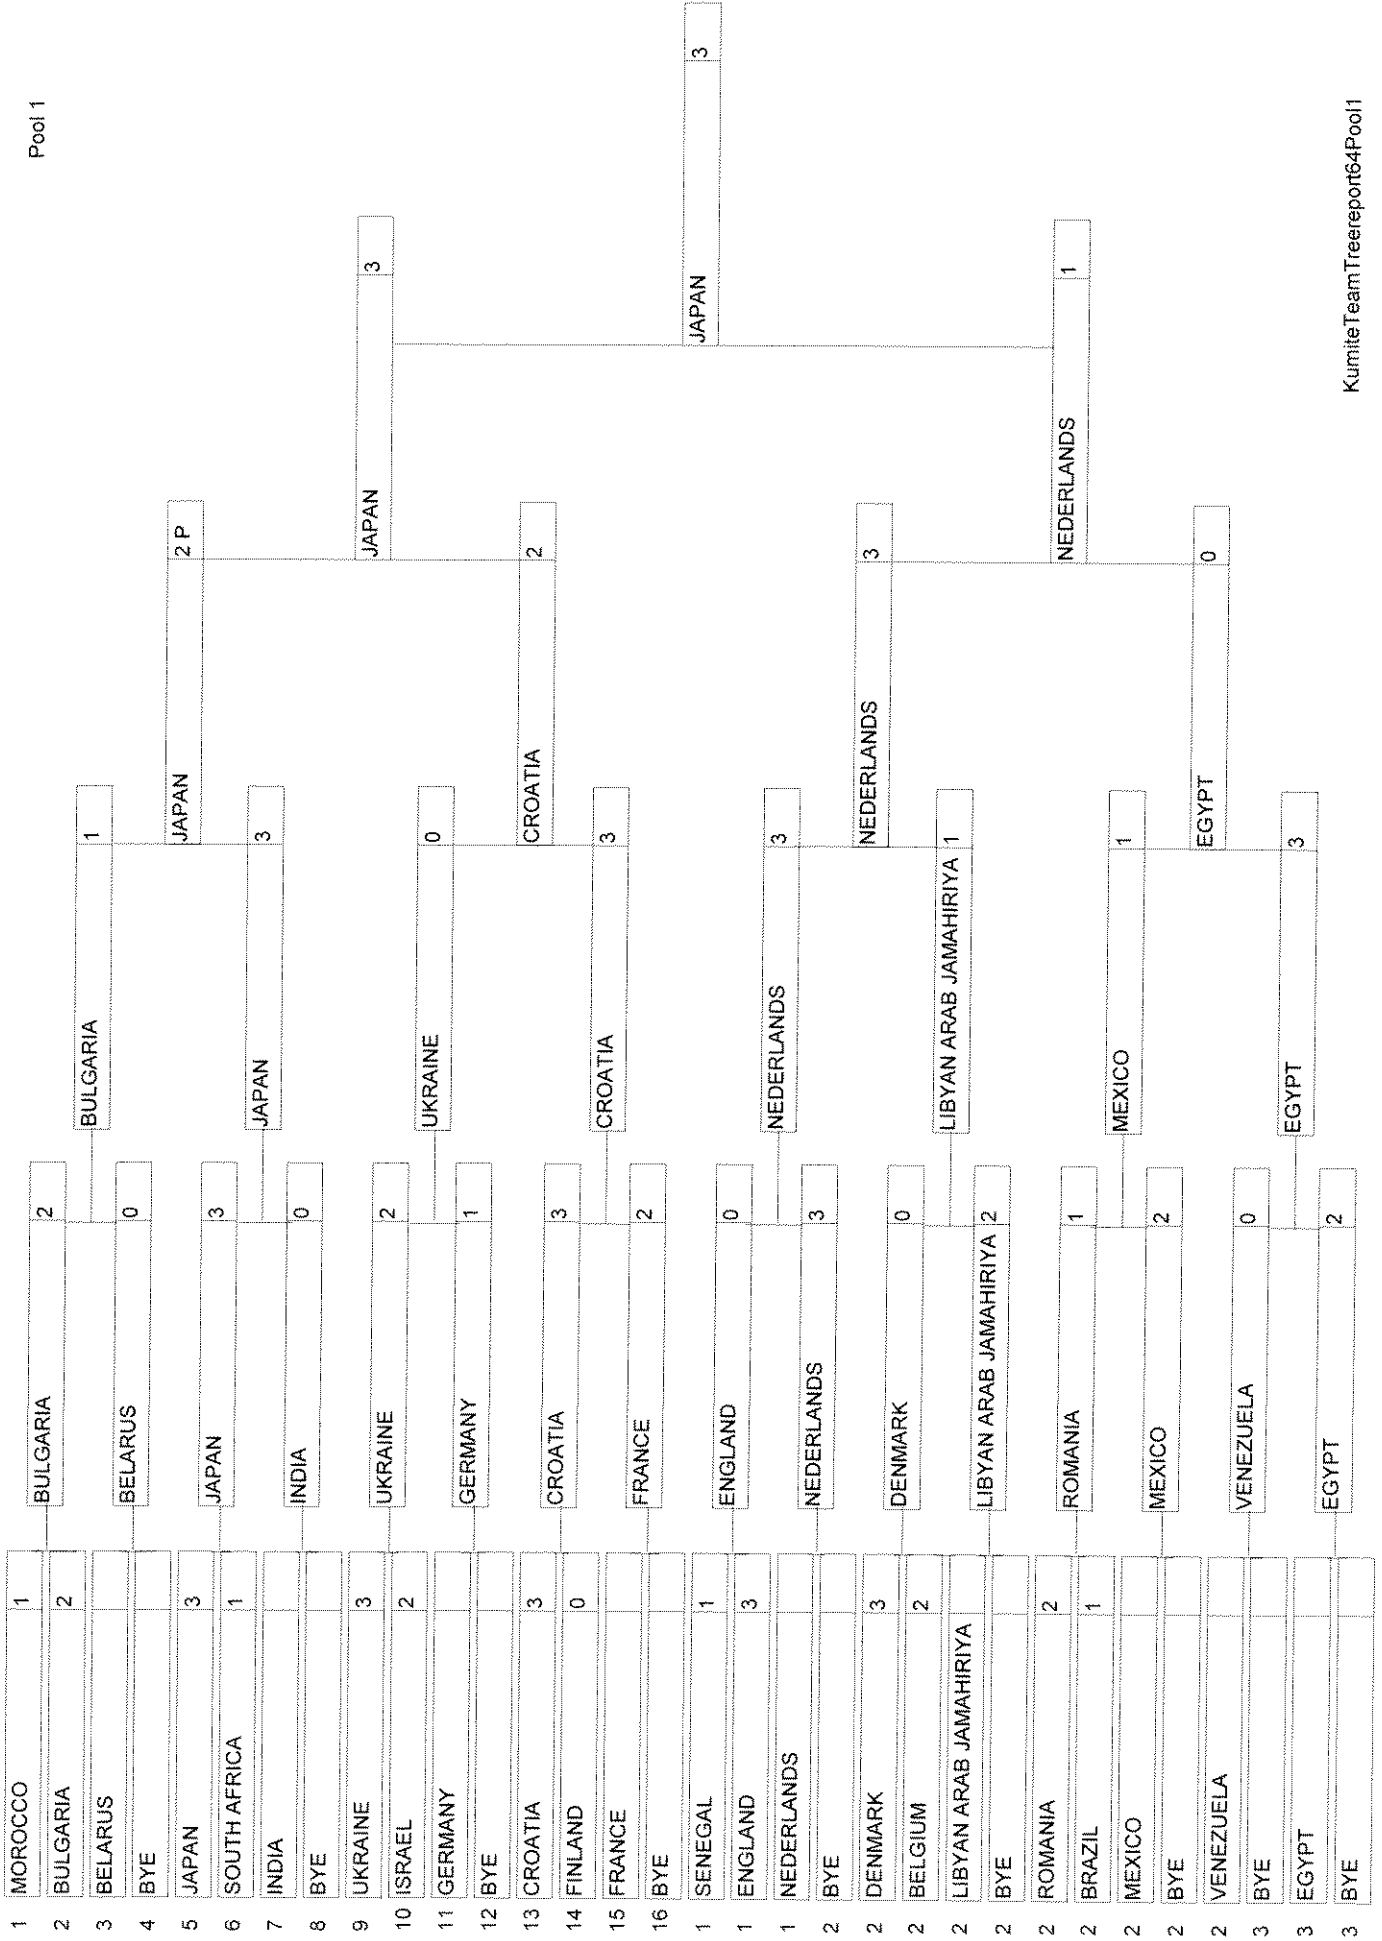 Pool 1
1 MOROCCO 1
2 BULGARIA 2
3 BELARUS
4 BYE
5 JAPAN 3
6 SOUTH AFRICA 1
7 INDIA
8 BYE
9 UKRAINE 3
10 ISRAEL 2
11 GERMANY
12 BYE
13 CROATIA 3
14 FINLAND 0
15 FRANCE
16 BYE
1 SENEGAL 1
1 ENGLAND 3
1 NEDERLANDS
2 BYE
2 DENMARK 3
2 BELGIUM 2
2 LIBYAN ARAB JAMAHIRIYA
2 BYE
2 ROMANIA 2
2 BRAZIL 1
2 MEXICO
2 BYE
2 VENEZUELA
3 BYE
3 EGYPT
3 BYE
BULGARIA 2
BELARUS 0
JAPAN 3
INDIA 0
UKRAINE 2
GERMANY 1
CROATIA 3
FRANCE 2
ENGLAND 0
NEDERLANDS 3
DENMARK 0
LIBYAN ARAB JAMAHIRIYA 2
ROMANIA 1
MEXICO 2
VENEZUELA 0
EGYPT 2
BULGARIA 1
JAPAN 3
UKRAINE 0
CROATIA 3
NEDERLANDS 3
LIBYAN ARAB JAMAHIRIYA 1
MEXICO 1
EGYPT 3
JAPAN 2 P
CROATIA 2
NEDERLANDS 3
EGYPT 0
JAPAN 3
NEDERLANDS 1
JAPAN 3
KumiteTeamTreereport64Pool1